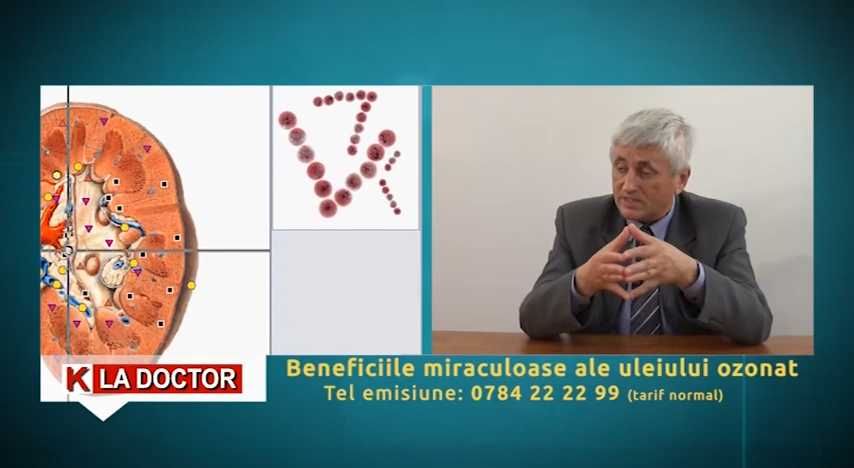 K LA DOCTOR
Beneficiile miraculoase ale uleiului ozonat
Tel emisiune: 0784 22 22 99 (tarif normal)